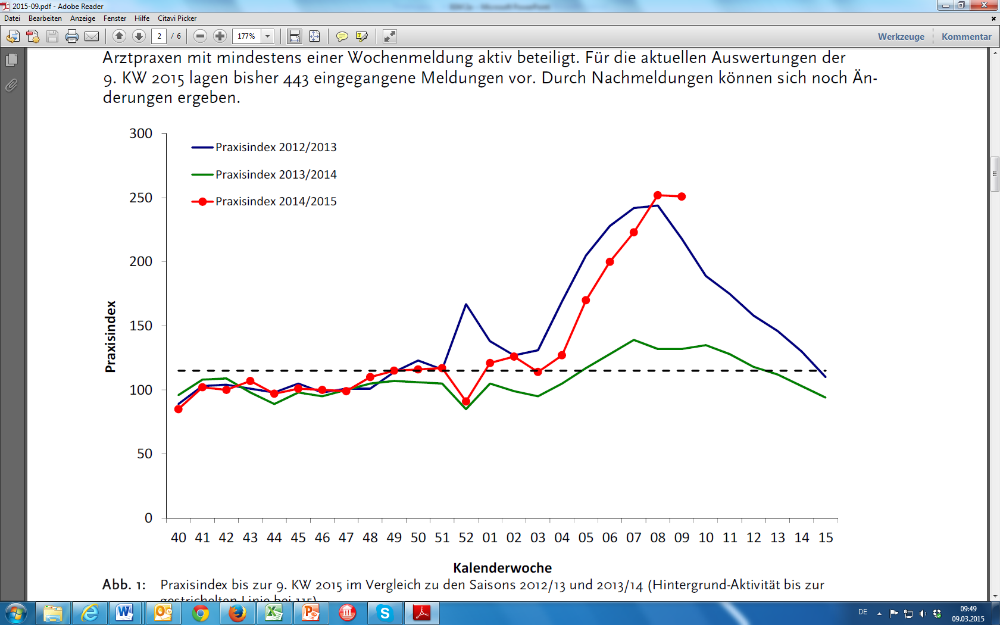 2015-09.pdf - Adobe Reader
Datei Bearbeiten Anzeige Fenster Hilfe Citavi Picker
2 / 6 177% Werkzeuge Kommentar
Arztpraxen mit mindestens einer Wochenmeldung aktiv beteiligt. Für die aktuellen Auswertungen der
9. KW 2015 lagen bisher 443 eingegangene Meldungen vor. Durch Nachmeldungen können sich noch Än-
derungen ergeben.
300
250
200
150
100
50
0
Praxisindex
Praxisindex 2012/2013
Praxisindex 2013/2014
Praxisindex 2014/2015
40 41 42 43 44 45 46 47 48 49 50 51 52 01 02 03 04 05 06 07 08 09 10 11 12 13 14 15
Kalenderwoche
Abb. 1: Praxisindex bis zur 9. KW 2015 im Vergleich zu den Saisons 2012/13 und 2013/14 (Hintergrund-Aktivität bis zur
gestrichelten Linie bei 115)
DE
09:49
09.03.2015